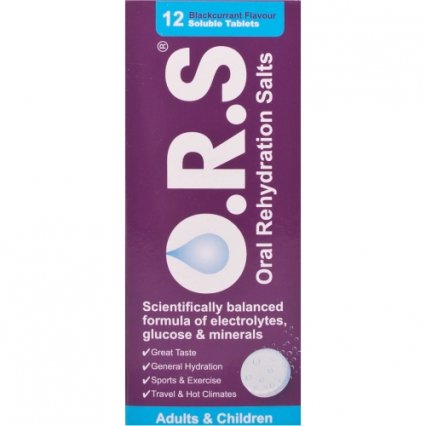 12 Blackcurrant Flavour
Soluble Tablets
O.R.S®
Oral Rehydration Salts
Scientifically balanced
formula of electrolytes,
glucose & minerals
✓Great Taste
✓General Hydration
✓Sports & Exercise
✓Travel & Hot Climates
Adults & Children